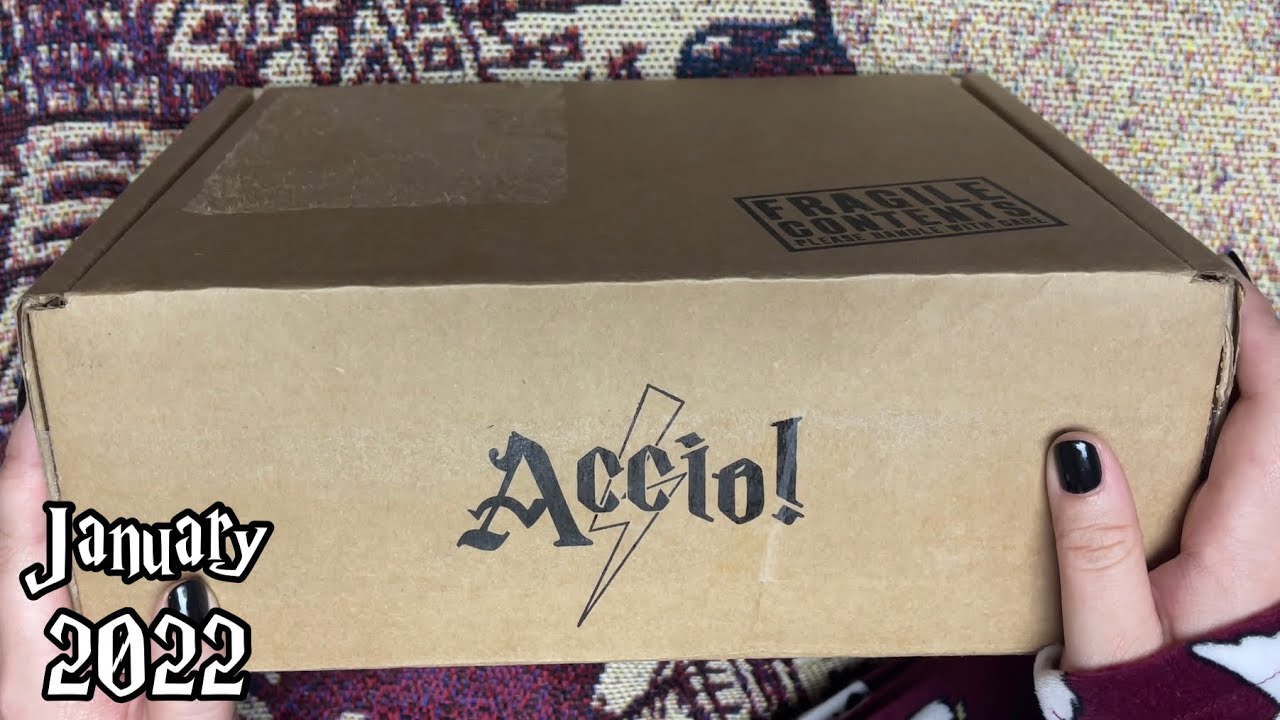 FRAGILE
CONTENTS
PLEASE HANDLE WITH CARE
Accio!
January
2022